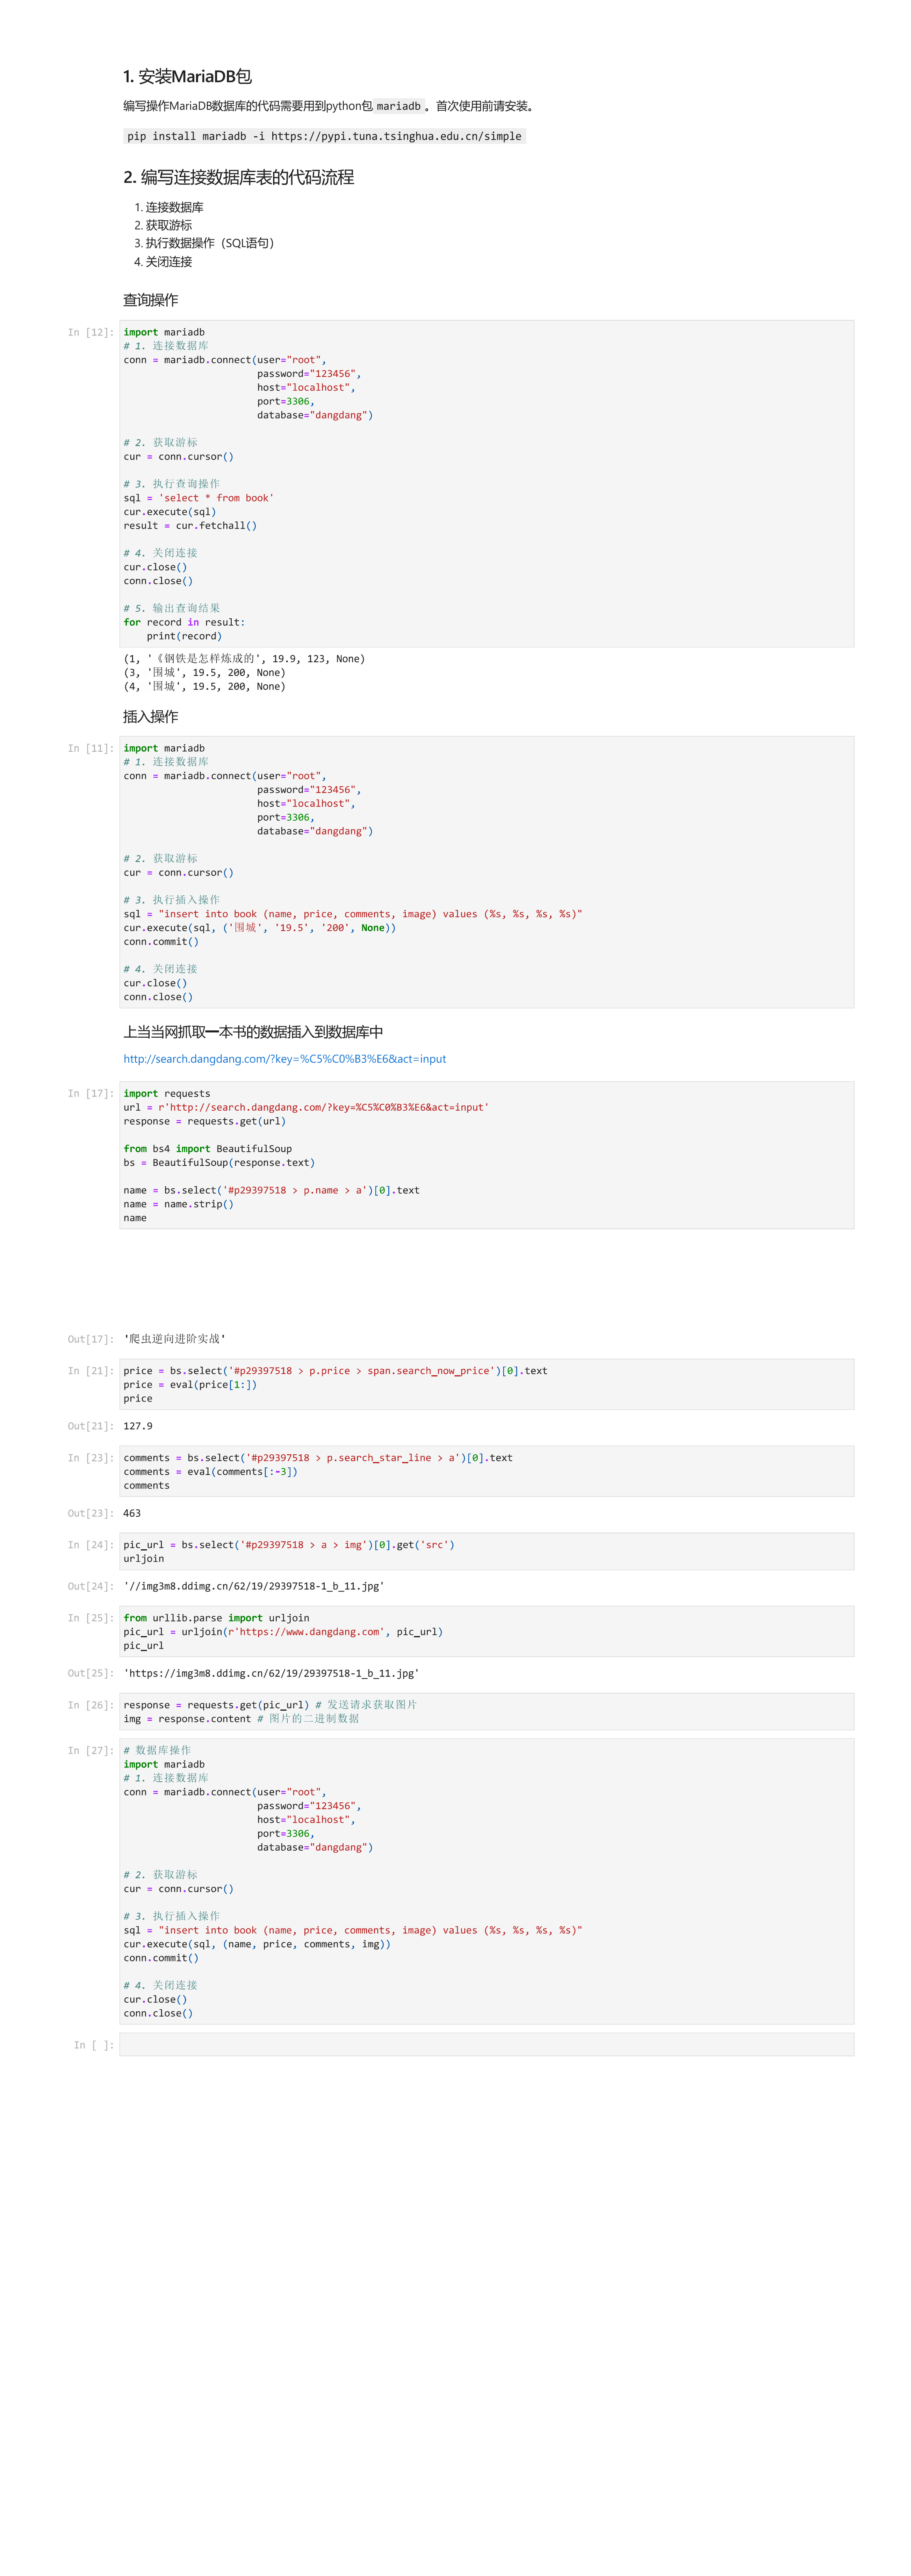 1. 安装MariaDB包
编写操作MariaDB数据库的代码需要用到python包 mariadb 。首次使用前请安装。
pip install mariadb -i https://pypi.tuna.tsinghua.edu.cn/simple
2. 编写连接数据库表的代码流程
1. 连接数据库
2. 获取游标
3. 执行数据操作（SQL语句）
4. 关闭连接
查询操作
In [12]: import mariadb
# 1. 连接数据库
conn = mariadb.connect(user="root",
password="123456",
host="localhost",
port=3306,
database="dangdang")
# 2. 获取游标
cur = conn.cursor()
# 3. 执行查询操作
sql = 'select * from book'
cur.execute(sql)
result = cur.fetchall()
# 4. 关闭连接
cur.close()
conn.close()
# 5. 输出查询结果
for record in result:
print(record)
(1, '《钢铁是怎样炼成的', 19.9, 123, None)
(3, '围城', 19.5, 200, None)
(4, '围城', 19.5, 200, None)
插入操作
In [11]: import mariadb
# 1. 连接数据库
conn = mariadb.connect(user="root",
password="123456",
host="localhost",
port=3306,
database="dangdang")
# 2. 获取游标
cur = conn.cursor()
# 3. 执行插入操作
sql = "insert into book (name, price, comments, image) values (%s, %s, %s, %s)"
cur.execute(sql, ('围城', '19.5', '200', None))
conn.commit()
# 4. 关闭连接
cur.close()
conn.close()
上当当网抓取一本书的数据插入到数据库中
http://search.dangdang.com/?key=%C5%C0%B3%E6&act=input
In [17]: import requests
url = r'http://search.dangdang.com/?key=%C5%C0%B3%E6&act=input'
response = requests.get(url)
from bs4 import BeautifulSoup
bs = BeautifulSoup(response.text)
name = bs.select('#p29397518 > p.name > a')[0].text
name = name.strip()
name
Out[17]: '爬虫逆向进阶实战'
In [21]: price = bs.select('#p29397518 > p.price > span.search_now_price')[0].text
price = eval(price[1:])
price
Out[21]: 127.9
In [23]: comments = bs.select('#p29397518 > p.search_star_line > a')[0].text
comments = eval(comments[:-3])
comments
Out[23]: 463
In [24]: pic_url = bs.select('#p29397518 > a > img')[0].get('src')
urljoin
Out[24]: '//img3m8.ddimg.cn/62/19/29397518-1_b_11.jpg'
In [25]: from urllib.parse import urljoin
pic_url = urljoin(r'https://www.dangdang.com', pic_url)
pic_url
Out[25]: 'https://img3m8.ddimg.cn/62/19/29397518-1_b_11.jpg'
In [26]: response = requests.get(pic_url) # 发送请求获取图片
img = response.content # 图片的二进制数据
In [27]: # 数据库操作
import mariadb
# 1. 连接数据库
conn = mariadb.connect(user="root",
password="123456",
host="localhost",
port=3306,
database="dangdang")
# 2. 获取游标
cur = conn.cursor()
# 3. 执行插入操作
sql = "insert into book (name, price, comments, image) values (%s, %s, %s, %s)"
cur.execute(sql, (name, price, comments, img))
conn.commit()
# 4. 关闭连接
cur.close()
conn.close()
In [ ]: